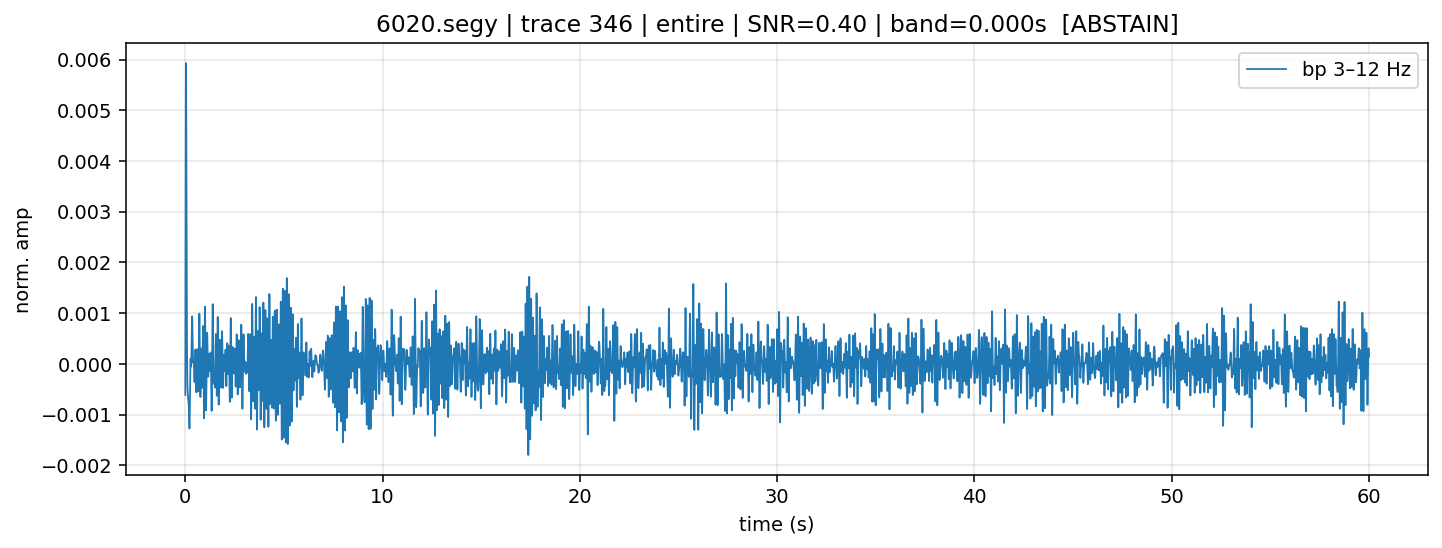 6020.segy | trace 346 | entire | SNR=0.40 | band=0.000s  [ABSTAIN]
bp 3–12 Hz
norm. amp
0.006
0.005
0.004
0.003
0.002
0.001
0.000
−0.001
−0.002
0 10 20 30 40 50 60
time (s)